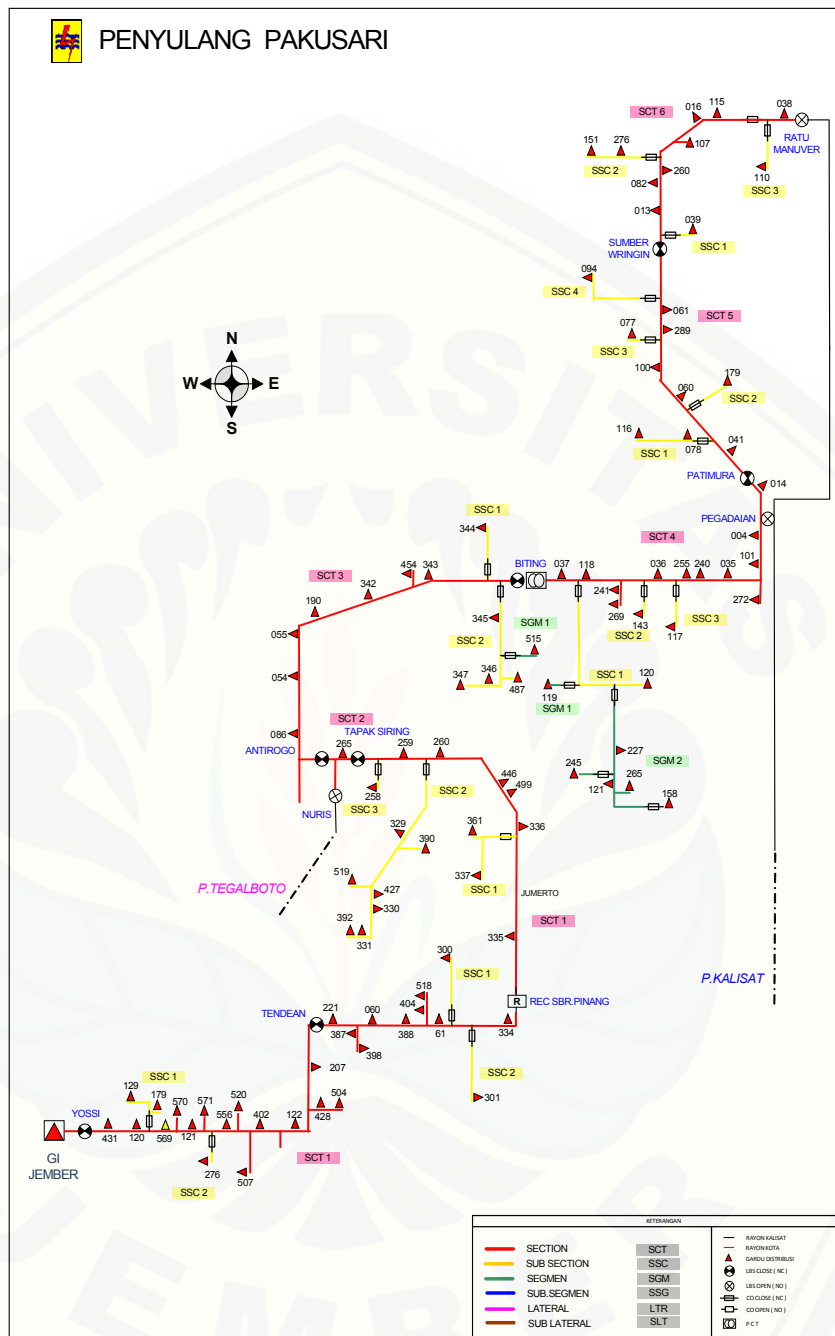 PENYULANG PAKUSARI
SCT 6
016
115
038
RATU
MANUVER
107
151
276
SSC 2
260
082
110
SSC 3
013
039
SSC 1
SUMBER
WRINGIN
094
SSC 4
061
SCT 5
289
077
SSC 3
100
N
W
E
S
060
179
SSC 2
116
078
SSC 1
041
PATIMURA
014
PEGADAIAN
004
SCT 4
101
SSC 1
344
BITING
037
118
036
255
240
035
SCT 3
454
343
342
190
241
269
272
143
SSC 2
117
SSC 3
345
SGM 1
515
SSC 2
347
346
487
055
054
086
SSC 1
120
119
SGM 1
227
245
SGM 2
121
265
158
SCT 2
TAPAK SIRING
ANTIROGO
265
259
260
258
SSC 3
SSC 2
NURIS
446
499
336
329
390
361
337
SSC 1
JUMERTO
519
427
330
392
331
P.TEGALBOTO
SCT 1
335
300
SSC 1
P.KALISAT
R
REC SBR.PINANG
518
404
TENDEAN
221
060
387
398
388
61
334
207
SSC 2
301
504
428
SSC 1
129
179
570
571
520
YOSSI
431
120
569
121
556
402
122
GI
JEMBER
276
507
SCT 1
SSC 2
KETERANGAN
SECTION SCT
SUB SECTION SSC
SEGMEN SGM
SUB.SEGMEN SSG
LATERAL LTR
SUB LATERAL SLT
RAYON KALISAT
RAYON KOTA
GARDU DISTRIBUSI
LBS CLOSE ( NC )
LBS OPEN ( NO )
CO CLOSE ( NC )
CO OPEN ( NO )
P C T
UNIVERSITAS
JEMBER